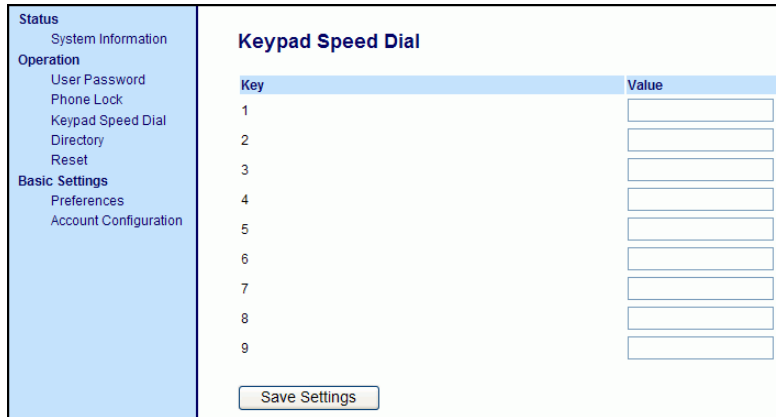 Status
System Information
Operation
User Password
Phone Lock
Keypad Speed Dial
Directory
Reset
Basic Settings
Preferences
Account Configuration
Keypad Speed Dial
Key Value
1
2
3
4
5
6
7
8
9
Save Settings